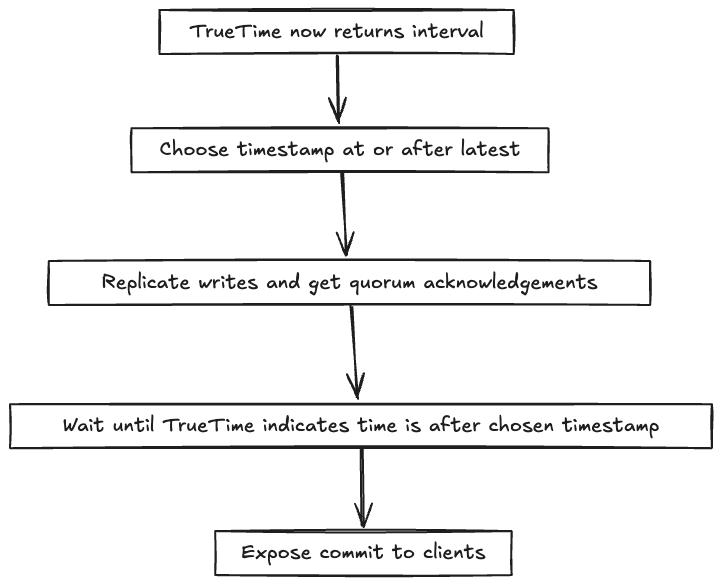 TrueTime now returns interval
Choose timestamp at or after latest
Replicate writes and get quorum acknowledgements
Wait until TrueTime indicates time is after chosen timestamp
Expose commit to clients